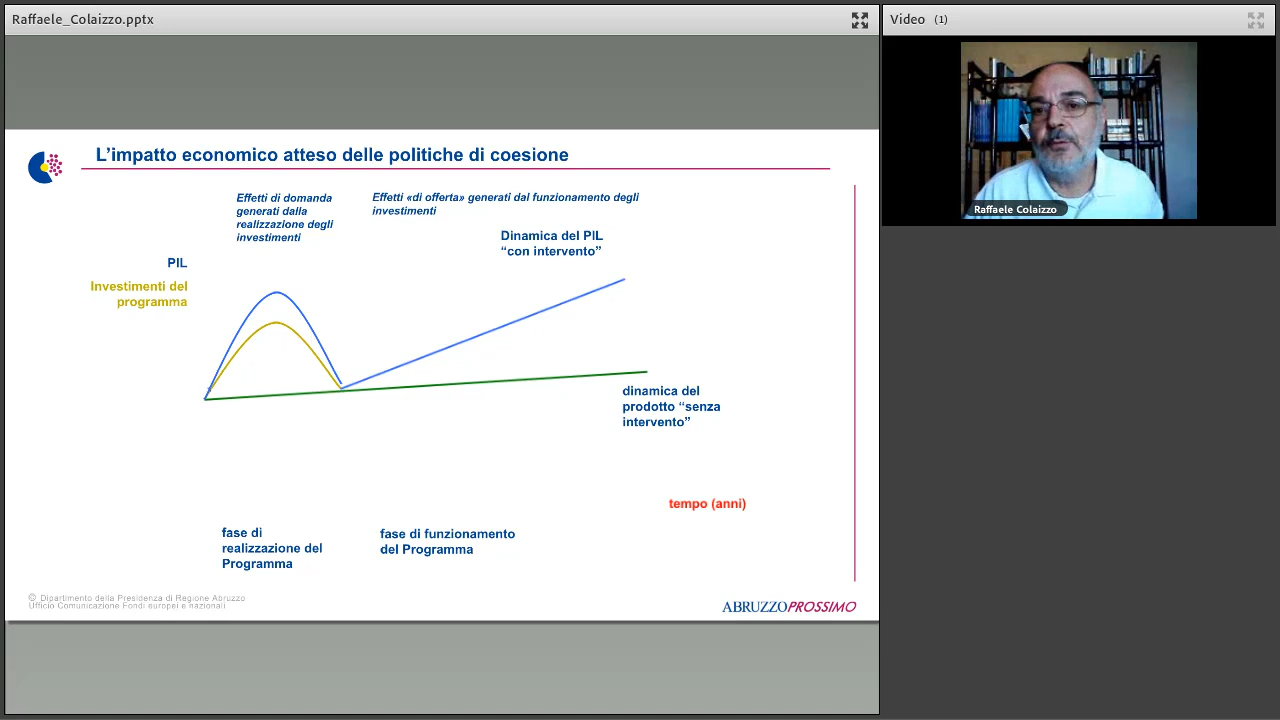 Raffaele_Colaizzo.pptx
Video (1)
Raffaele Colaizzo
L’impatto economico atteso delle politiche di coesione
Effetti di domanda
generati dalla
realizzazione degli
investimenti
Effetti «di offerta» generati dal funzionamento degli
investimenti
Dinamica del PIL
“con intervento”
PIL
Investimenti del
programma
dinamica del
prodotto “senza
intervento”
tempo (anni)
fase di
realizzazione del
Programma
fase di funzionamento
del Programma
© Dipartimento della Presidenza di Regione Abruzzo
Ufficio Comunicazione Fondi europei e nazionali
ABRUZZOPROSSIMO